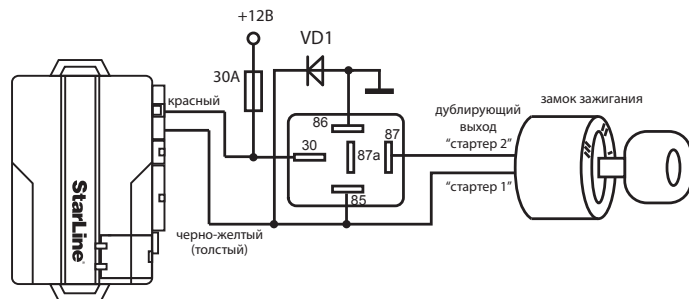 +12В
VD1
30А
красный
86
87
30
87а
85
дублирующий
выход
“стартер 2”
“стартер 1”
замок зажигания
черно-желтый
(толстый)
StarLine